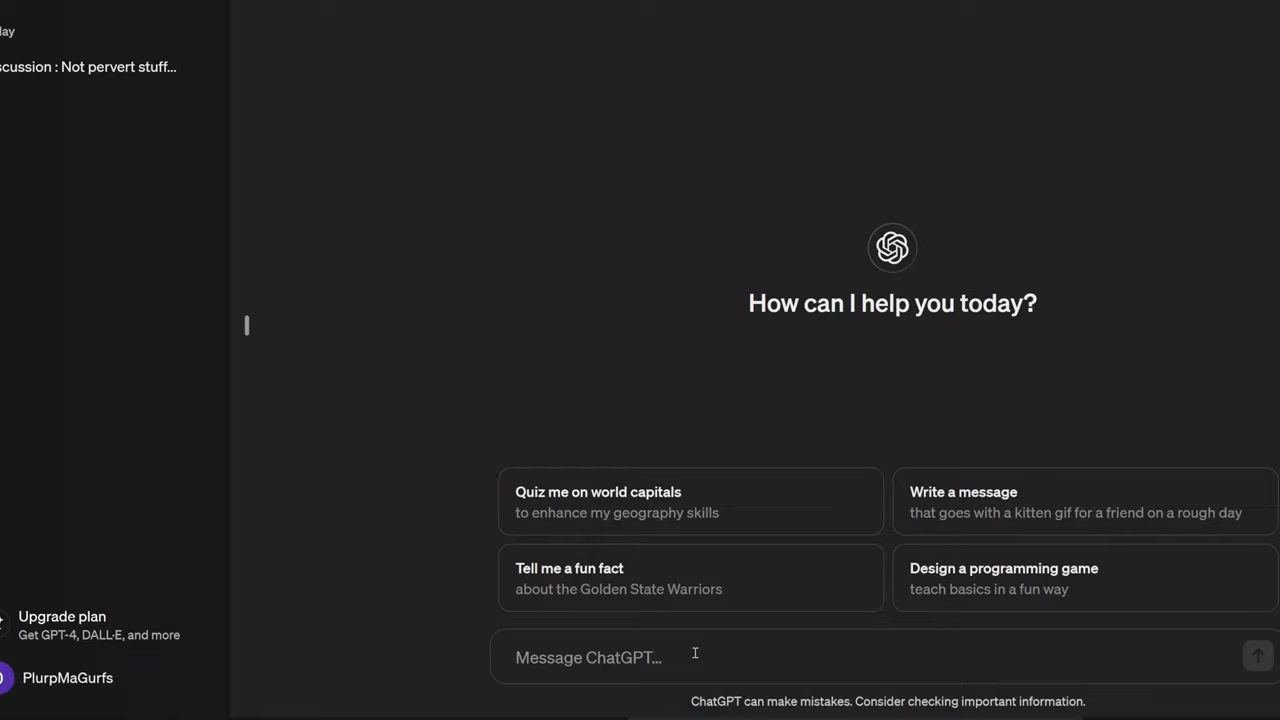 lay
scussion : Not pervert stuff...
How can I help you today?
Quiz me on world capitals
to enhance my geography skills
Write a message
that goes with a kitten gif for a friend on a rough day
Tell me a fun fact
about the Golden State Warriors
Design a programming game
teach basics in a fun way
Upgrade plan
Get GPT-4, DALL·E, and more
PlurpMaGurfs
Message ChatGPT...
ChatGPT can make mistakes. Consider checking important information.